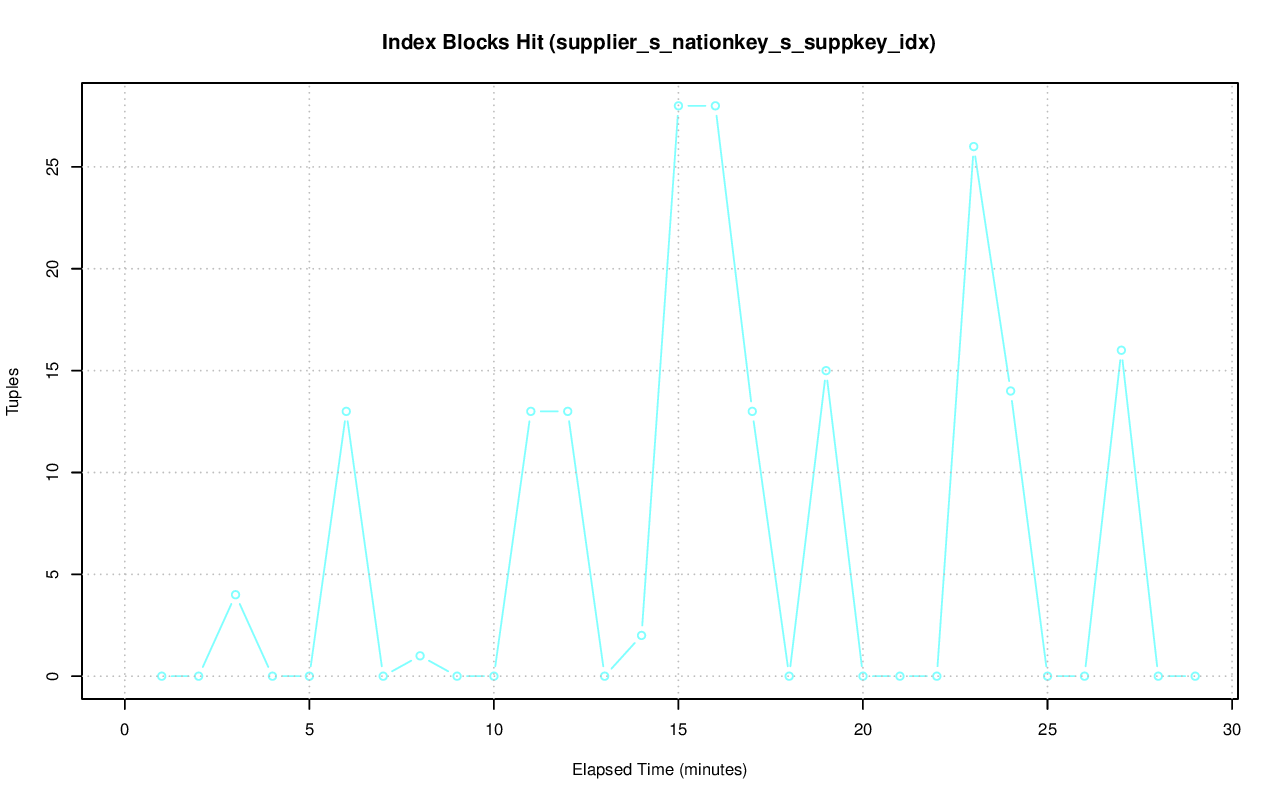 Index Blocks Hit (supplier_s_nationkey_s_suppkey_idx)
Tuples
25
20
15
10
5
0
0 5 10 15 20 25 30
Elapsed Time (minutes)